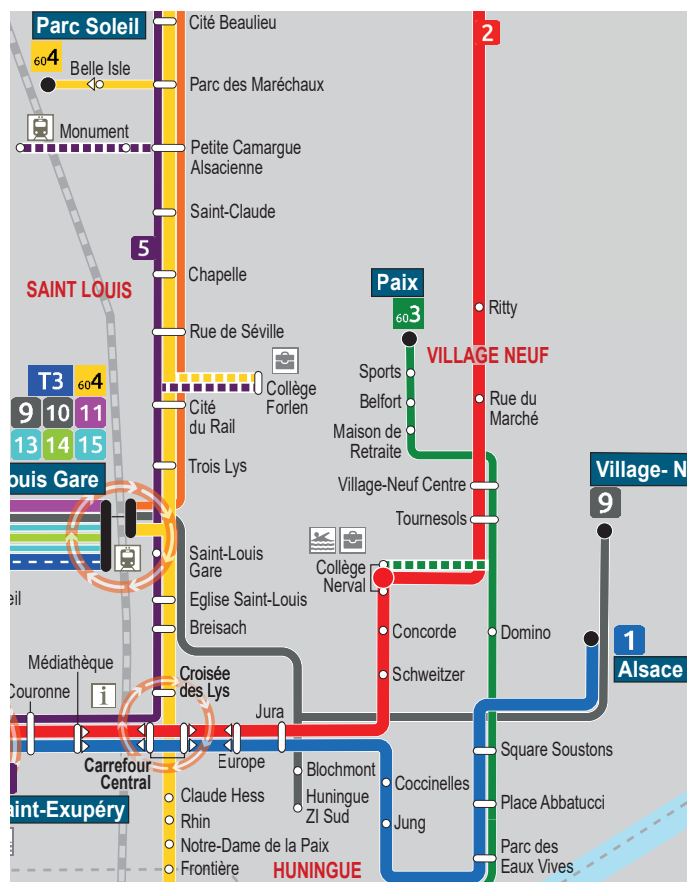 Parc Soleil
604
Belle Isle
Monument
Cité Beaulieu
Parc des Maréchaux
Petite Camargue
Alsacienne
Saint-Claude
5
Chapelle
SAINT LOUIS
Rue de Séville
Collège
Forlen
Cité
du Rail
Trois Lys
T3
604
9
10
11
13
14
15
ouis Gare
Saint-Louis
Gare
eil
Eglise Saint-Louis
Breisach
Médiathèque
Couronne
i
Croisée
des Lys
Jura
Carrefour
Central
Europe
aint-Exupéry
Claude Hess
Rhin
Notre-Dame de la Paix
Frontière
HUNINGUE
Blochmont
Huningue
ZI Sud
2
Paix
603
Ritty
VILLAGE NEUF
Sports
Belfort
Maison de
Retraite
Rue du
Marché
Village-Neuf Centre
Tournesols
Collège
Nerval
Village- N
9
Concorde
Domino
Schweitzer
1
Alsace
Square Soustons
Coccinelles
Place Abbatucci
Jung
Parc des
Eaux Vives